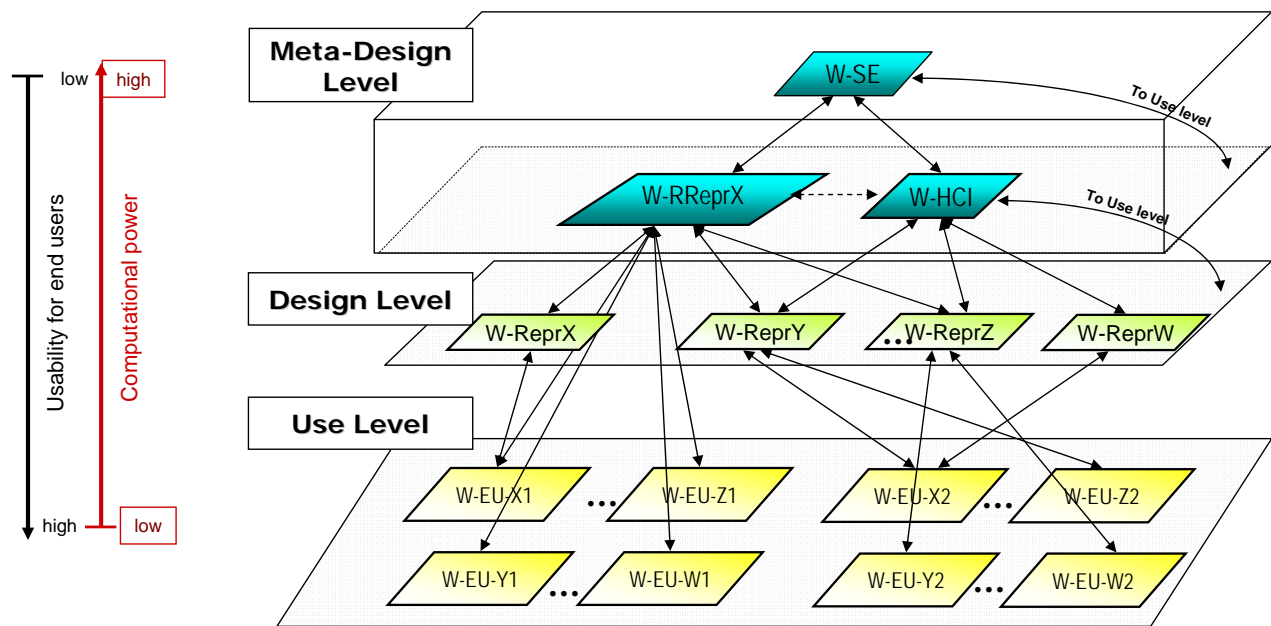 Meta-Design
Level
low
high
W-SE
To Use level
Usability for end users
Computational power
W-RReprX
W-HCI
To Use level
Design Level
W-ReprX
W-ReprY
... W-ReprZ
W-ReprW
Use Level
W-EU-X1
...
W-EU-Z1
W-EU-X2
...
W-EU-Z2
high
low
W-EU-Y1
...
W-EU-W1
W-EU-Y2
...
W-EU-W2